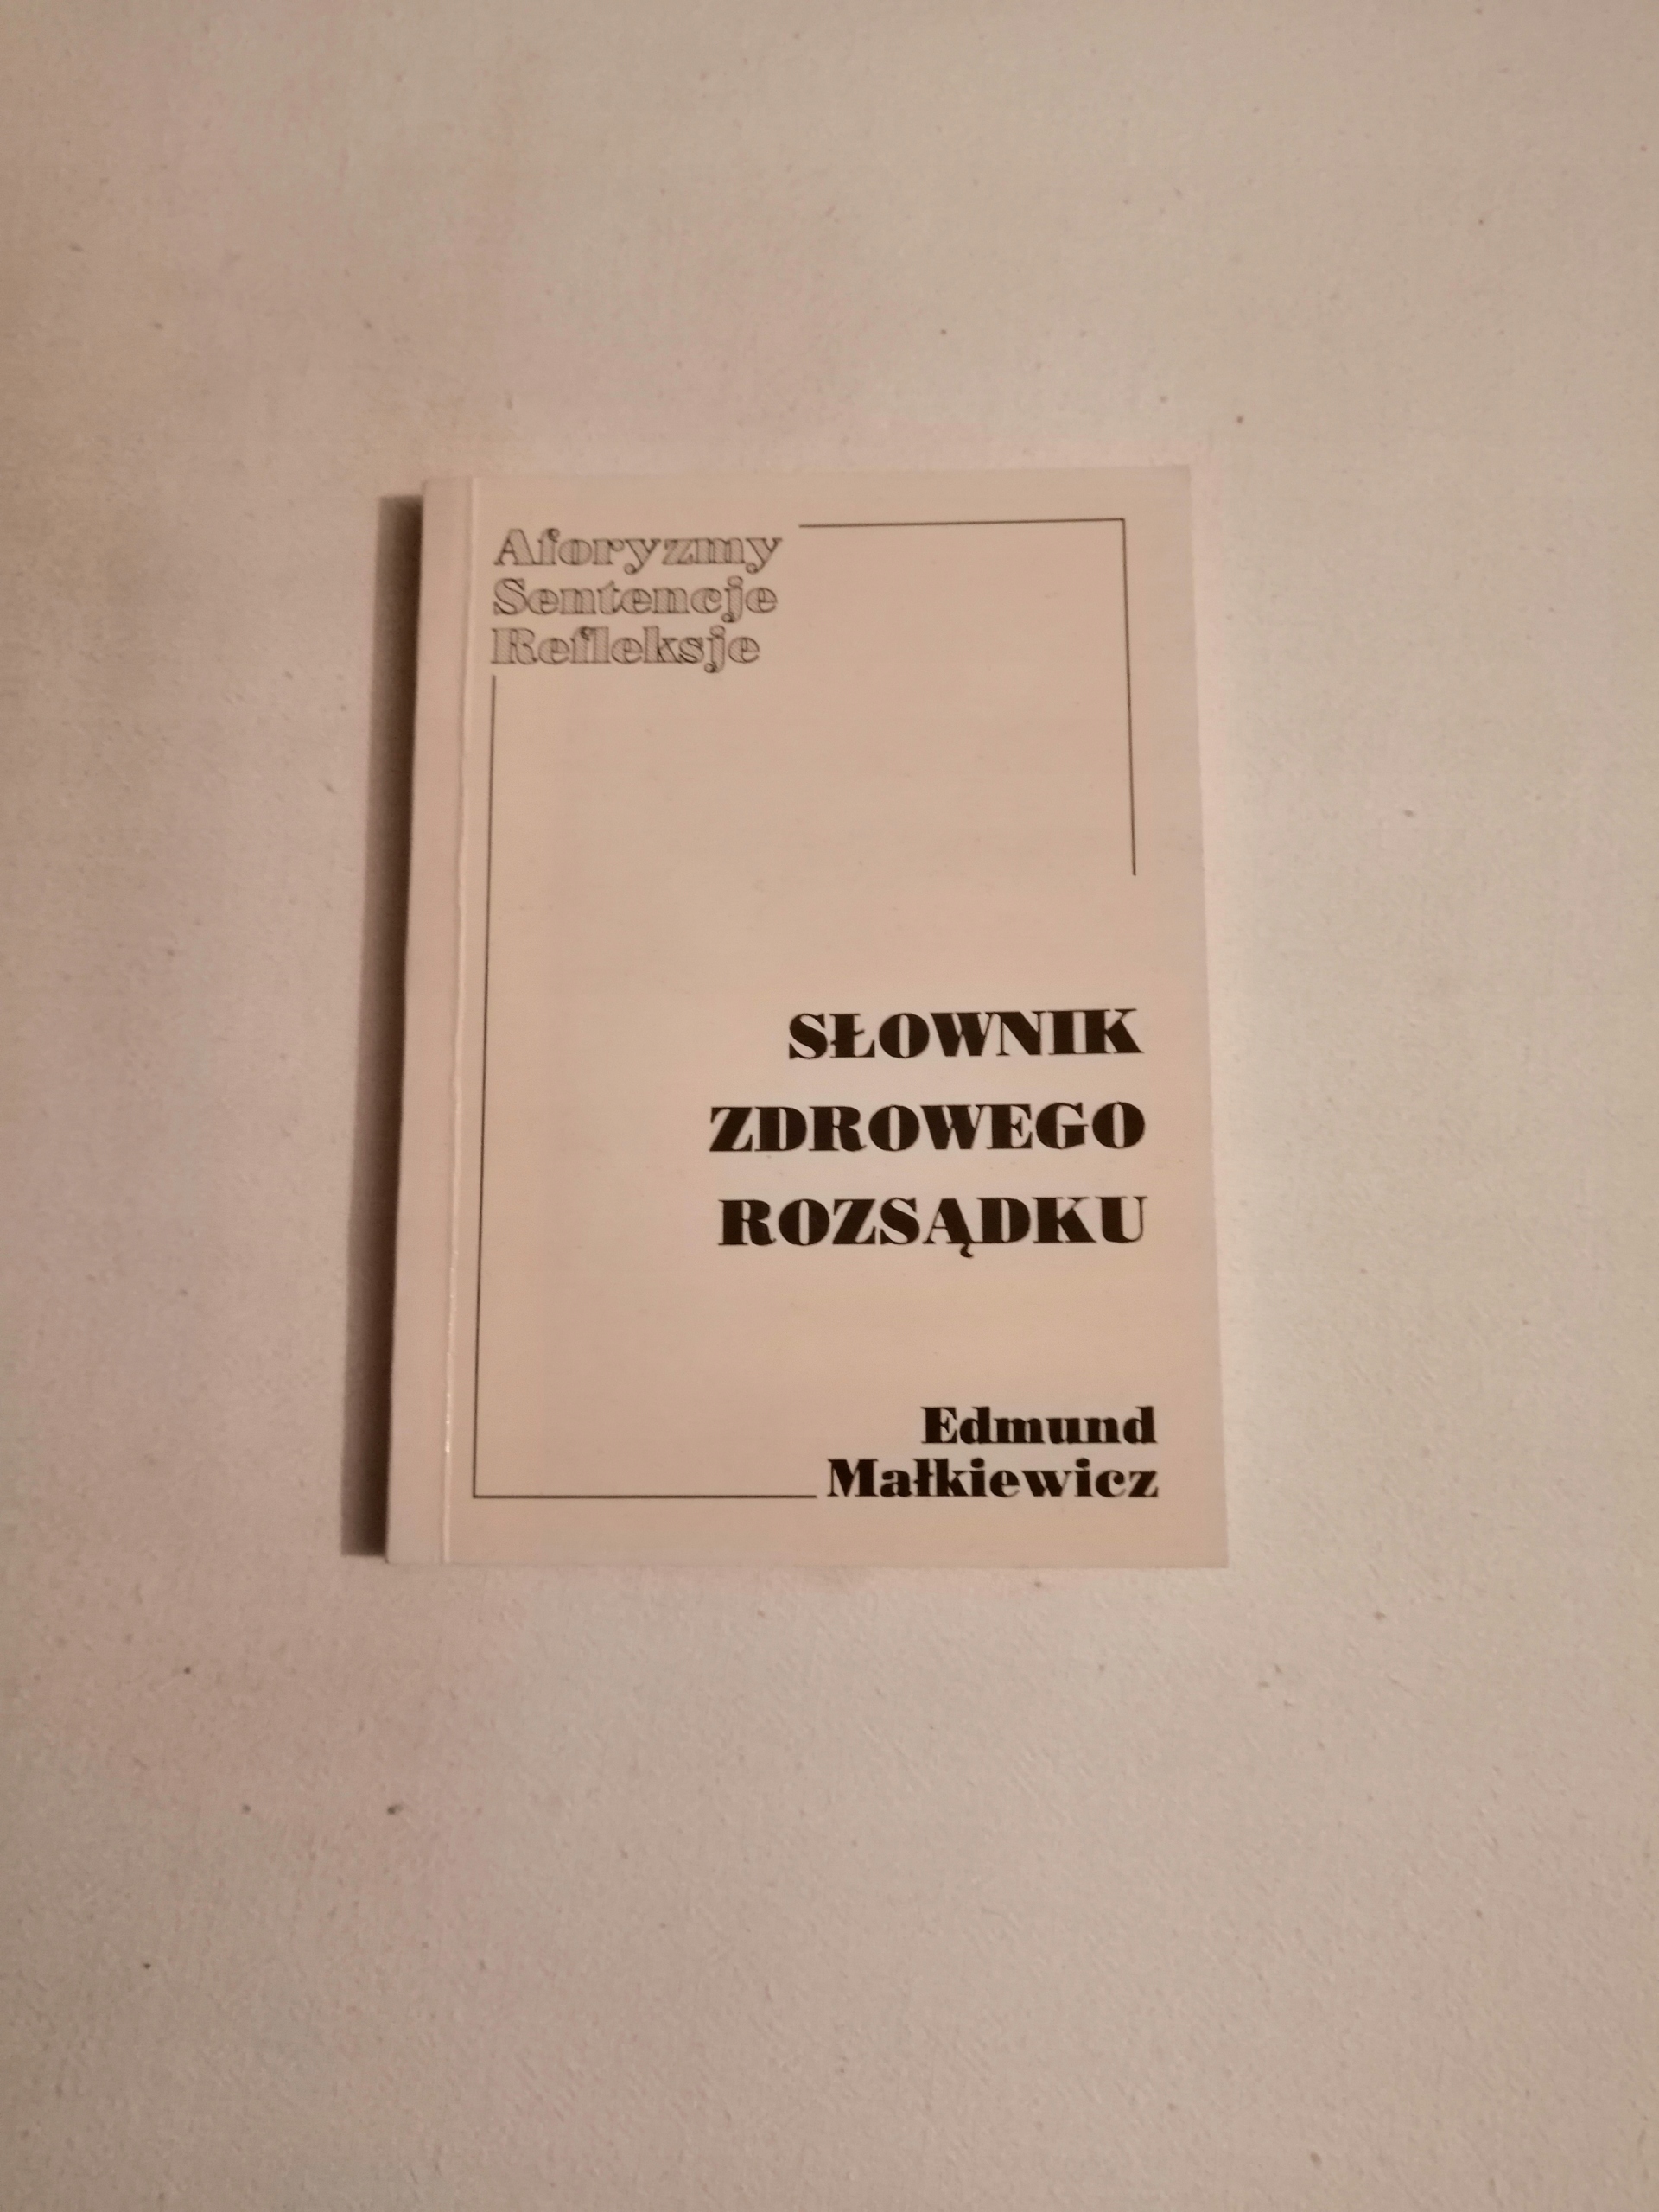 Aforyzmy
Sentencje
Refleksje
SŁOWNIK
ZDROWEGO
ROZSĄDKU
Edmund
Małkiewicz